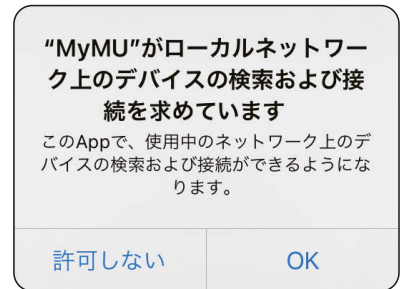 “MyMU”がローカルネットワー
ク上のデバイスの検索および接
続を求めています
このAppで、使用中のネットワーク上のデ
バイスの検索および接続ができるようにな
ります。
許可しない
OK